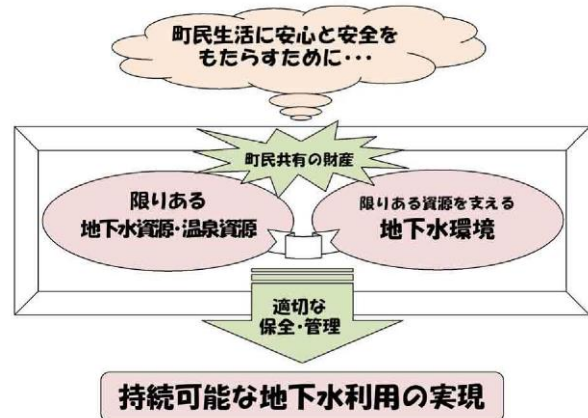 町民生活に安心と安全を
もたらすために・・・
町民共有の財産
限りある
地下水資源・温泉資源
限りある資源を支える
地下水環境
適切な
保全・管理
持続可能な地下水利用の実現